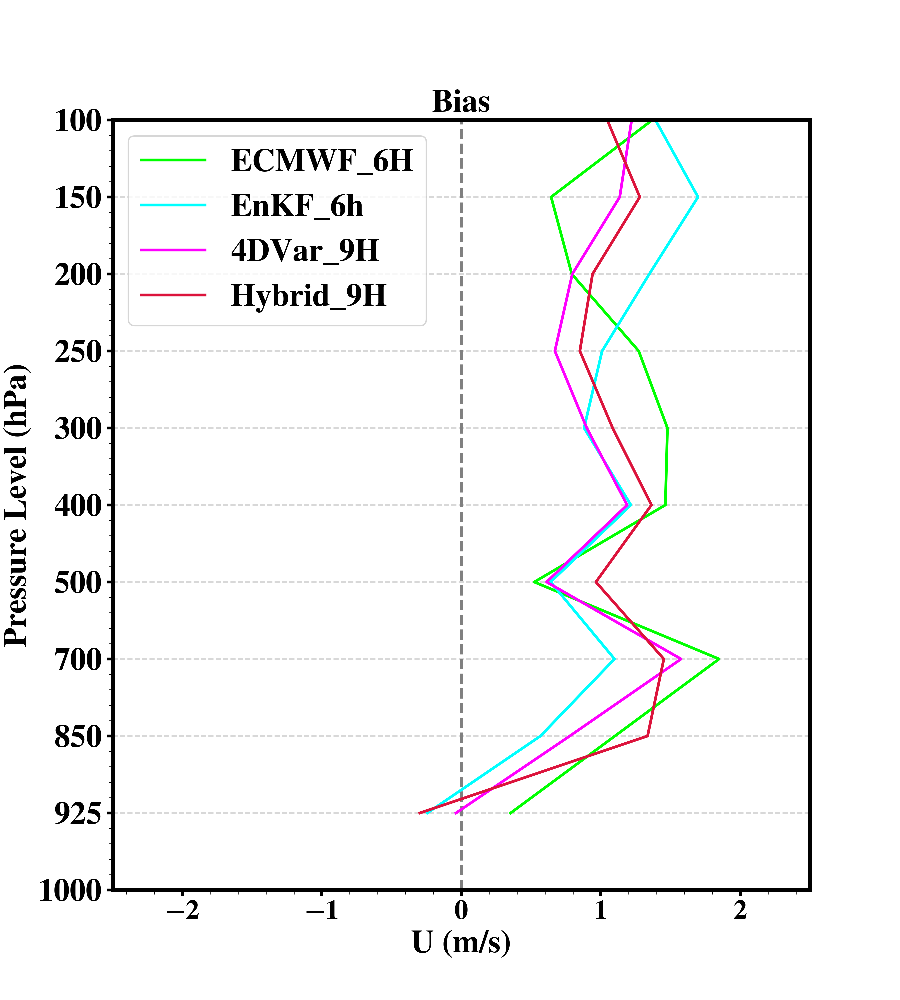 Bias
100
150
200
250
300
400
500
700
850
925
1000
Pressure Level (hPa)
ECMWF_6H
EnKF_6h
4DVar_9H
Hybrid_9H
−2
−1
0
1
2
U (m/s)